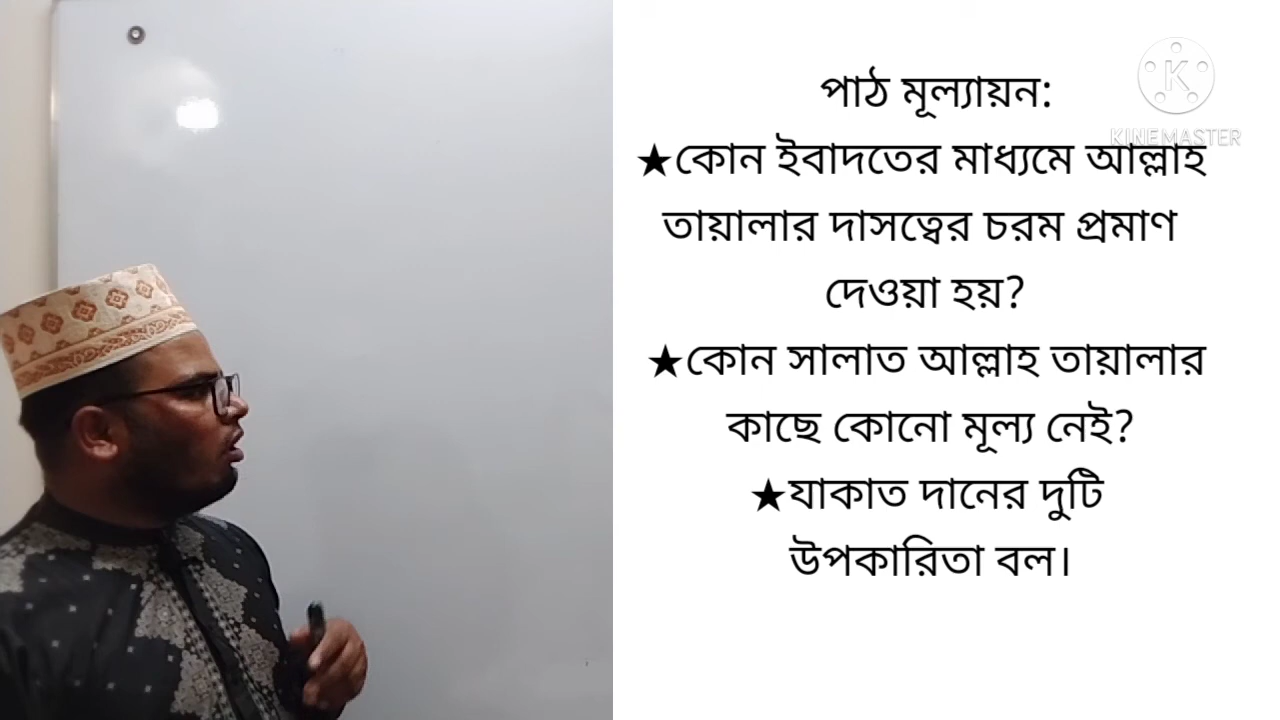 পাঠ মূল্যায়ন:
KINEMASTER
★কোন ইবাদতের মাধ্যমে আল্লাহ
তায়ালার দাসত্বের চরম প্রমাণ
দেওয়া হয়?
★কোন সালাত আল্লাহ তায়ালার
কাছে কোনো মূল্য নেই?
★যাকাত দানের দুটি
উপকারিতা বল।